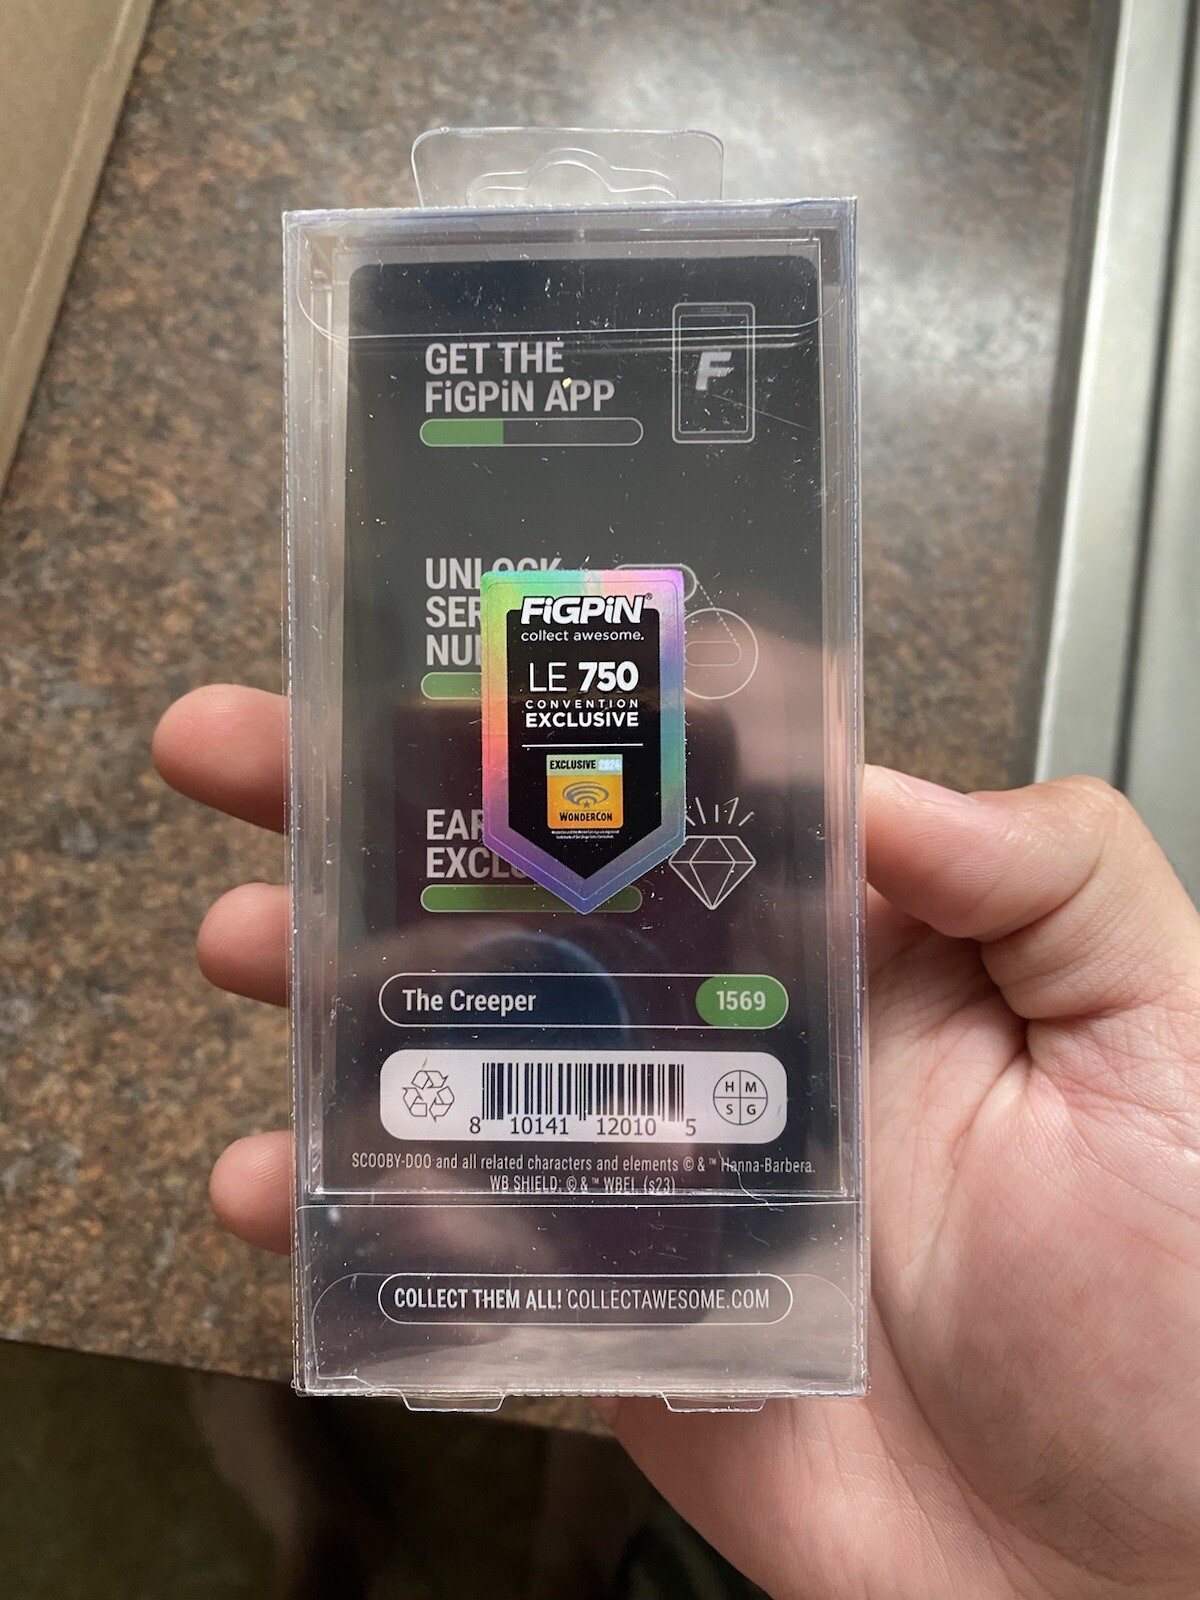 GET THE
FiGPiN APP
F
UNLOCK
FiGPiN®
collect awesome.
LE 750
CONVENTION
EXCLUSIVE
EXCLUSIVE 2024
WONDERCON
The Creeper 1569
8 10141 12010 5
H M
S G
SCOOBY-DOO and all related characters and elements © & ™ Hanna-Barbera.
WB SHIELD: © & ™ WBEI. (s23)
COLLECT THEM ALL! COLLECTAWESOME.COM